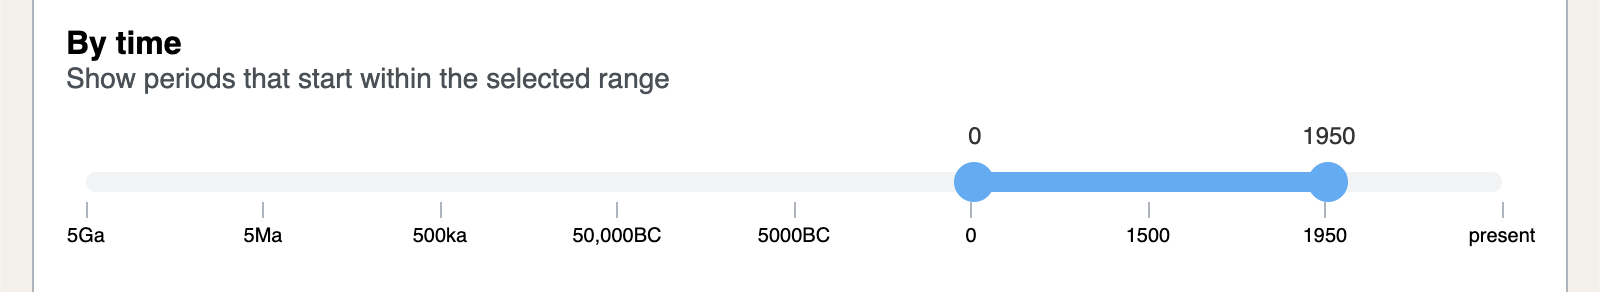 By time
Show periods that start within the selected range
0 1950
5Ga 5Ma 500ka 50,000BC 5000BC 0 1500 1950 present